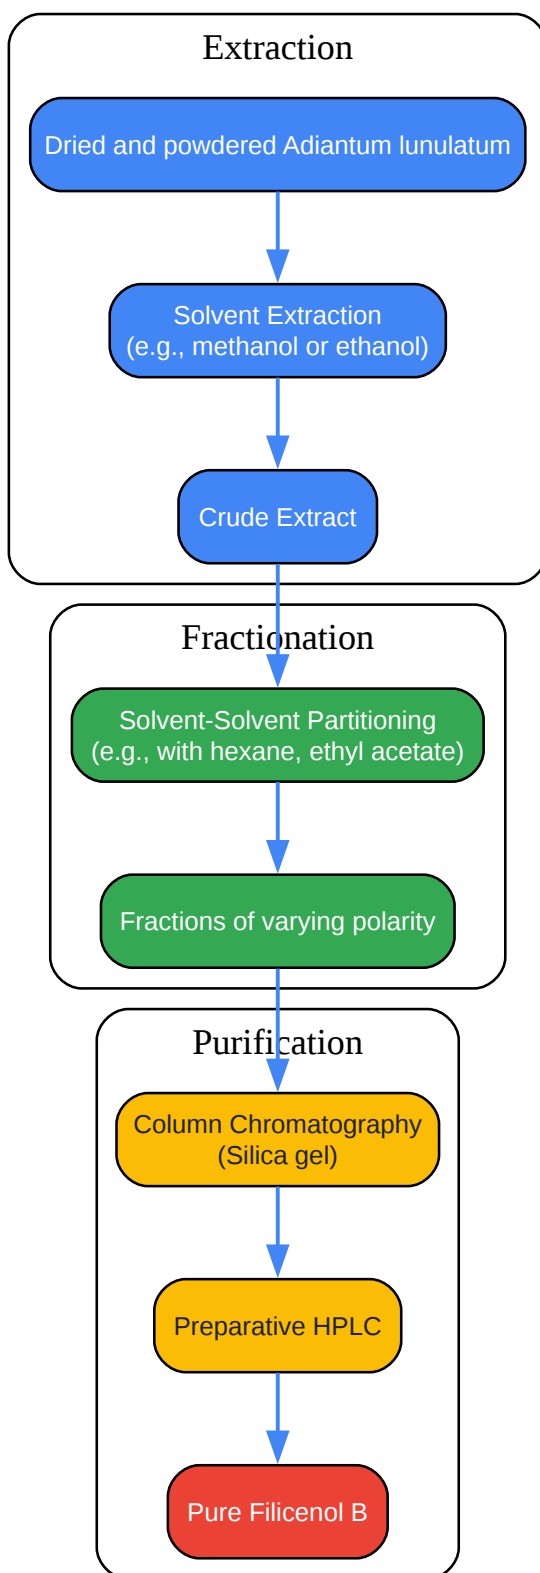 Extraction
Dried and powdered Adiantum lunulatum
Solvent Extraction
(e.g., methanol or ethanol)
Crude Extract
Fractionation
Solvent-Solvent Partitioning
(e.g., with hexane, ethyl acetate)
Fractions of varying polarity
Purification
Column Chromatography
(Silica gel)
Preparative HPLC
Pure Filicenol B